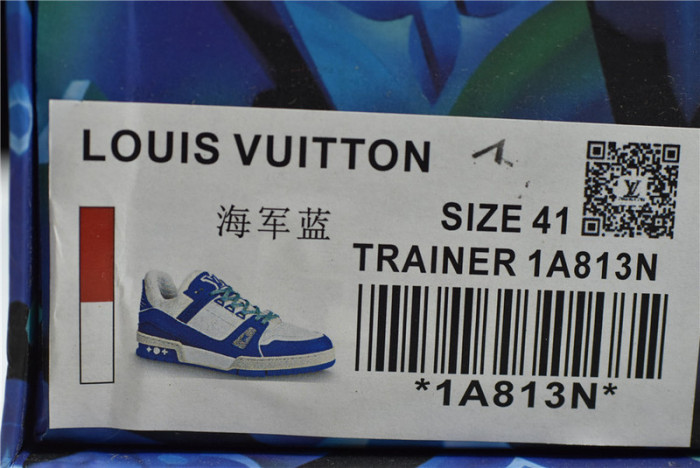 LOUIS VUITTON
海军蓝
SIZE 41
TRAINER 1A813N
*1A813N*